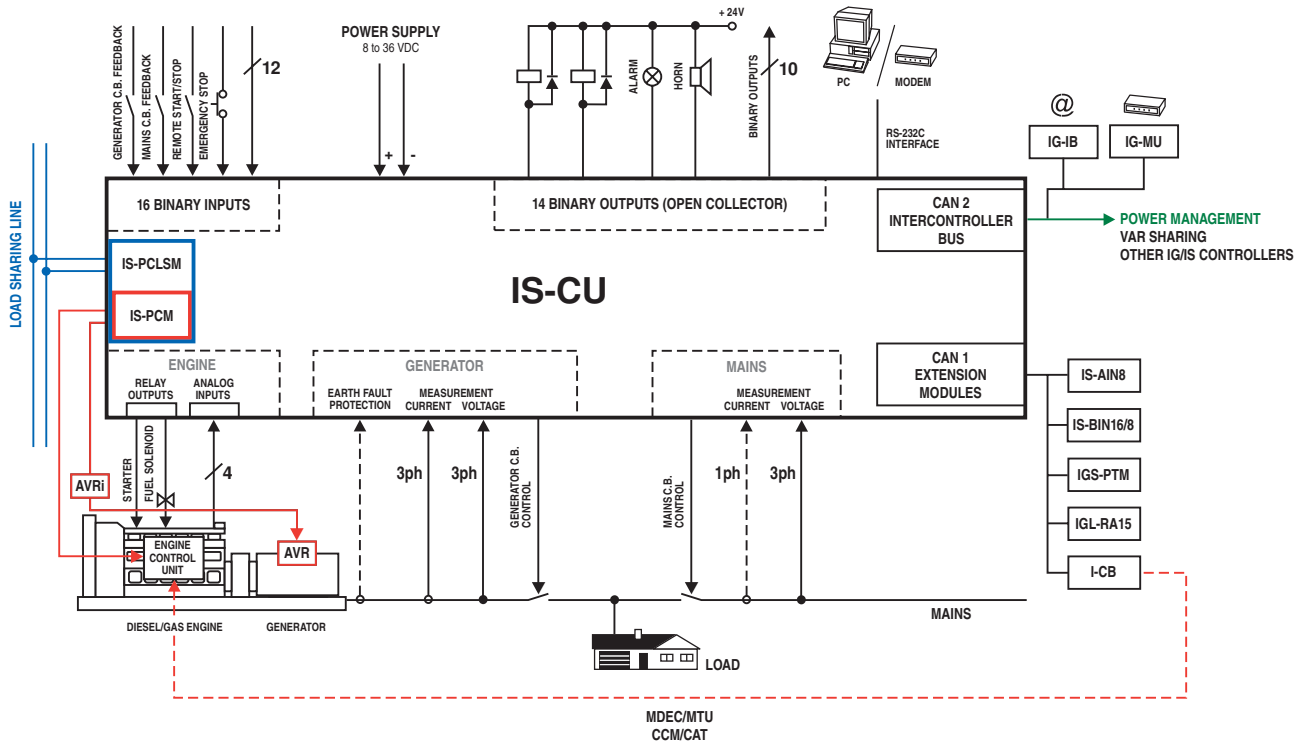 GENERATOR C.B. FEEDBACK
MAINS C.B. FEEDBACK
REMOTE START/STOP
EMERGENCY STOP
12
POWER SUPPLY
8 to 36 VDC
+
-
+ 24V
ALARM
HORN
BINARY OUTPUTS
10
PC
MODEM
RS-232C
INTERFACE
@
IG-IB
IG-MU
LOAD SHARING LINE
16 BINARY INPUTS
14 BINARY OUTPUTS (OPEN COLLECTOR)
CAN 2
INTERCONTROLLER
BUS
POWER MANAGEMENT
VAR SHARING
OTHER IG/IS CONTROLLERS
IS-PCLSM
IS-PCM
IS-CU
ENGINE
RELAY
OUTPUTS
ANALOG
INPUTS
GENERATOR
EARTH FAULT
PROTECTION
MEASUREMENT
CURRENT VOLTAGE
MAINS
MEASUREMENT
CURRENT VOLTAGE
CAN 1
EXTENSION
MODULES
IS-AIN8
IS-BIN16/8
IGS-PTM
IGL-RA15
I-CB
AVRi
STARTER
FUEL SOLENOID
4
3ph
3ph
GENERATOR C.B.
CONTROL
MAINS C.B.
CONTROL
1ph
3ph
ENGINE
CONTROL
UNIT
AVR
DIESEL/GAS ENGINE
GENERATOR
LOAD
MAINS
MDEC/MTU
CCM/CAT